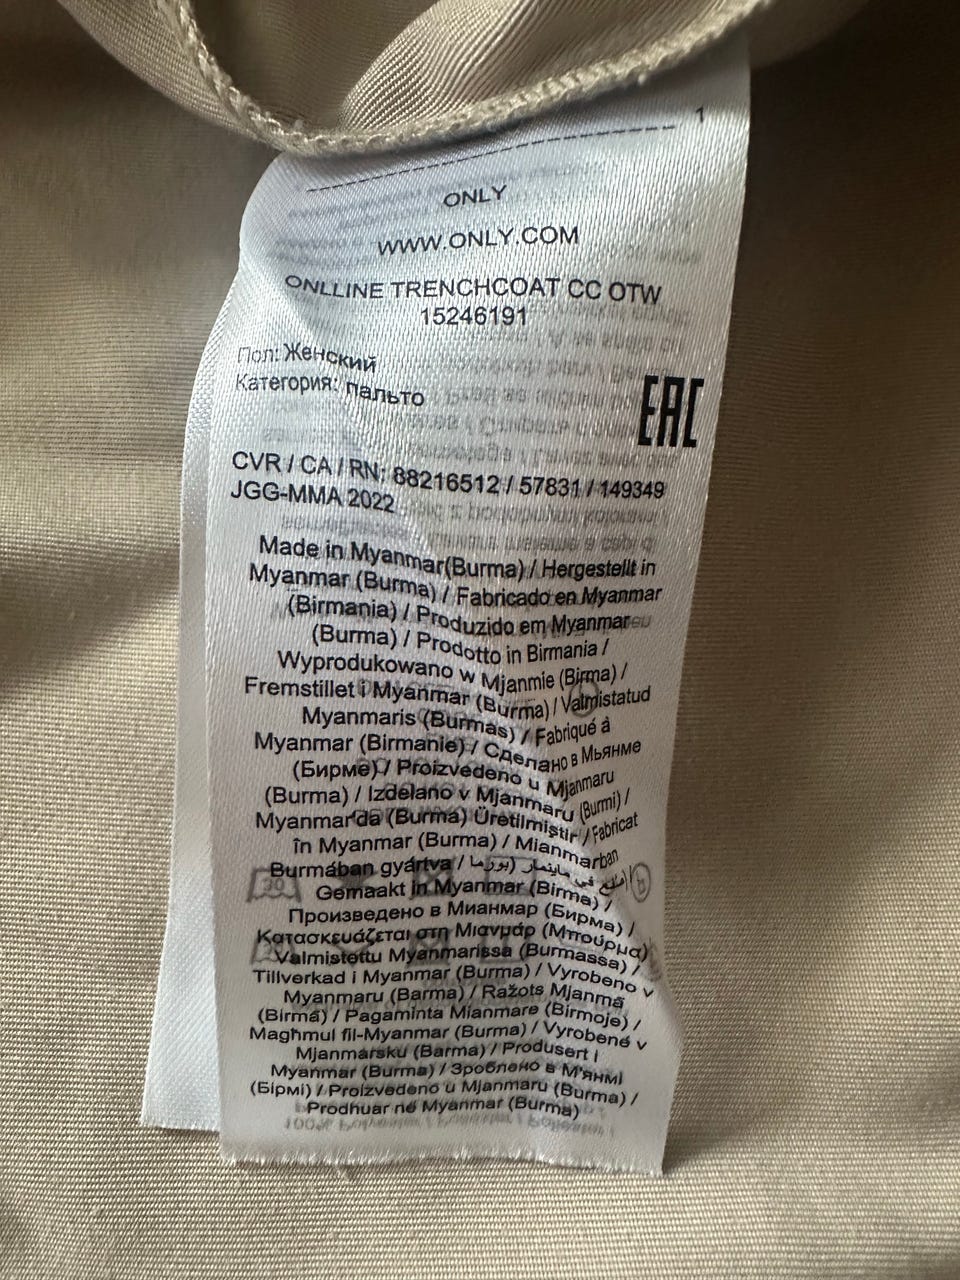 1
ONLY
WWW.ONLY.COM
ONLLINE TRENCHCOAT CC OTW
15246191
Пол: Женский
Категория: пальто
EAC
CVR / CA / RN: 88216512 / 57831 / 149349
JGG-MMA 2022
Made in Myanmar(Burma) / Hergestellt in
Myanmar (Burma) / Fabricado en Myanmar
(Birmania) / Produzido em Myanmar
(Burma) / Prodotto in Birmania /
Wyprodukowano w Mjanmie (Birma) /
Fremstillet i Myanmar (Burma) / Valmistatud
Myanmaris (Burmas) / Fabriqué à
Myanmar (Birmanie) / Сделано в Мьянме
(Бирме) / Proizvedeno u Mjanmaru
(Burma) / Izdelano v Mjanmaru (Burmi) /
Myanmar'da (Burma) Üretilmiştir / Fabricat
în Myanmar (Burma) / Mianmarban
Burmában gyártva / صنع في ماينمار (بورما)
Gemaakt in Myanmar (Birma) /
Произведено в Мианмар (Бирма) /
Κατασκευάζεται στη Μιανμάρ (Μπούρμα)
Valmistettu Myanmarissa (Burmassa) /
Tillverkad i Myanmar (Burma) / Vyrobeno v
Myanmaru (Barma) / Ražots Mjanmā
(Birmā) / Pagaminta Mianmare (Birmoje) /
Magħmul fil-Myanmar (Burma) / Vyrobené v
Mjanmarsku (Barma) / Produsert i
Myanmar (Burma) / Зроблено в М'янмі
(Бірмі) / Proizvedeno u Mjanmaru (Burma) /
Prodhuar në Myanmar (Burma)